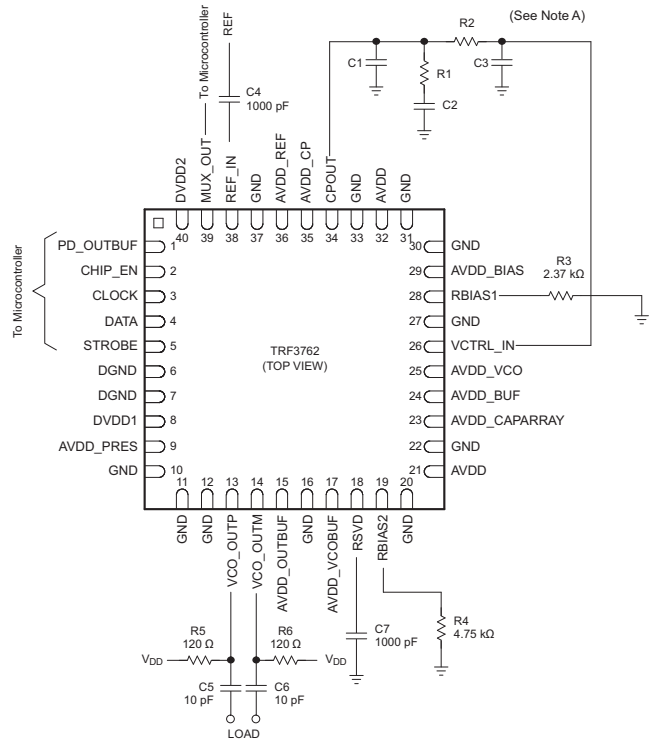 (See Note A)
R2
C1
R1
C3
C2
To Microcontroller
REF
C4
1000 pF
DVDD2
MUX_OUT
REF_IN
GND
AVDD_REF
AVDD_CP
CPOUT
GND
AVDD
GND
40
39
38
37
36
35
34
33
32
31
To Microcontroller
PD_OUTBUF 1
CHIP_EN 2
CLOCK 3
DATA 4
STROBE 5
DGND 6
DGND 7
DVDD1 8
AVDD_PRES 9
GND 10
TRF3762
(TOP VIEW)
30 GND
29 AVDD_BIAS
28 RBIAS1
27 GND
26 VCTRL_IN
25 AVDD_VCO
24 AVDD_BUF
23 AVDD_CAPARRAY
22 GND
21 AVDD
R3
2.37 kΩ
11
12
13
14
15
16
17
18
19
20
GND
GND
VCO_OUTP
VCO_OUTM
AVDD_OUTBUF
GND
AVDD_VCOBUF
RSVD
RBIAS2
GND
R5
120 Ω
R6
120 Ω
VDD
VDD
C7
1000 pF
R4
4.75 kΩ
C5
10 pF
C6
10 pF
LOAD